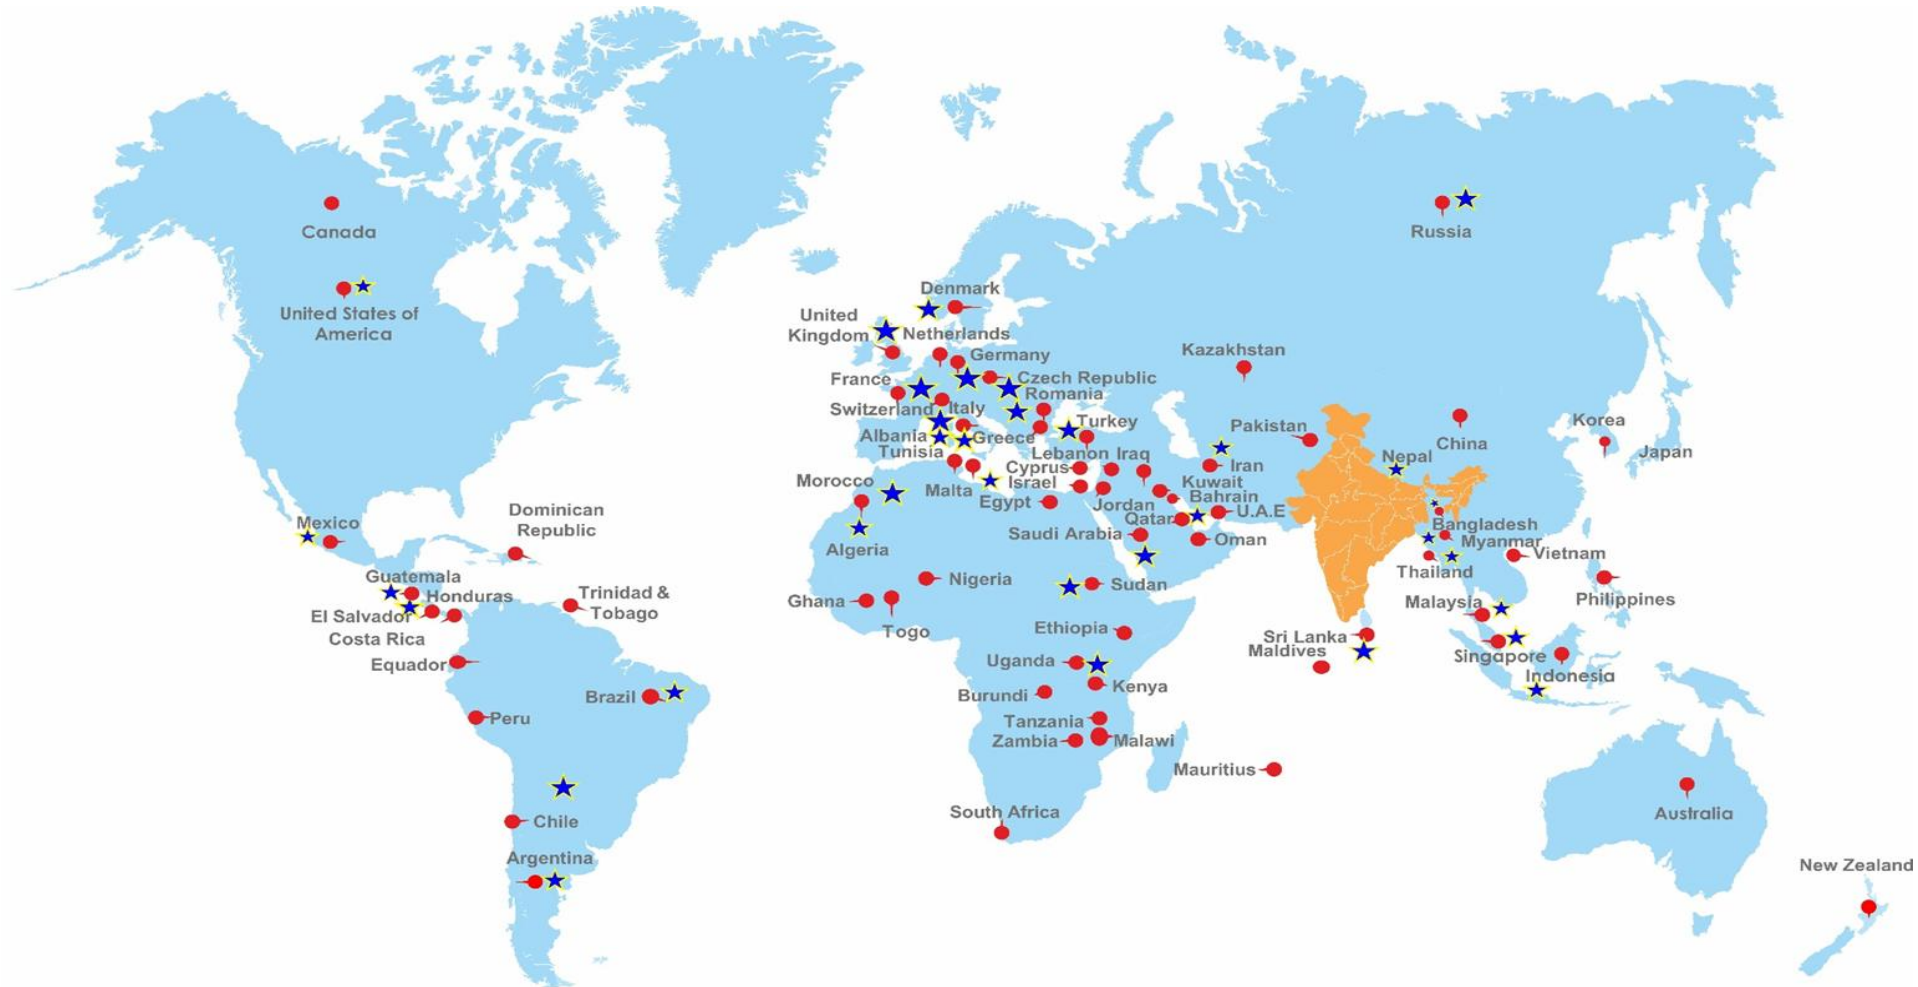 Canada
United States of
America
Mexico
Dominican
Republic
Guatemala
Honduras
El Salvador
Costa Rica
Trinidad &
Tobago
Equador
Brazil
Peru
Chile
Argentina
Denmark
United
Kingdom
Netherlands
Germany
France
Czech Republic
Romania
Switzerland
Italy
Turkey
Albania
Greece
Tunisia
Lebanon
Iraq
Cyprus
Iran
Morocco
Malta
Israel
Kuwait
Egypt
Jordan
Bahrain
Qatar
U.A.E
Saudi Arabia
Oman
Algeria
Nigeria
Sudan
Ghana
Togo
Ethiopia
Uganda
Kenya
Burundi
Tanzania
Zambia
Malawi
Mauritius
South Africa
Russia
Kazakhstan
Pakistan
China
Korea
Japan
Nepal
Bangladesh
Myanmar
Vietnam
Thailand
Malaysia
Philippines
Sri Lanka
Maldives
Singapore
Indonesia
Australia
New Zealand